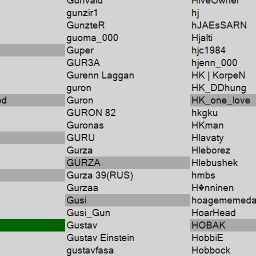 Gunvald HiveOwner
gunzir1 hj
GunzteR hJAEsSARN
guoma_000 Hjalti
Guper hjc1984
GUR3A hjenn_000
Gurenn Laggan HK | KorpeN
guron HK_DDhung
ed Guron HK_one_love
GURON 82 hkgku
Guronas HKman
GURU Hlavaty
Gurza Hleborez
GURZA Hlebushek
Gurza 39(RUS) hmbs
Gurzaa H�nninen
Gusi hoagmemeda
Gusi_Gun HoarHead
Gustav HOBAK
Gustav Einstein HobbiE
gustavfasa Hobbock